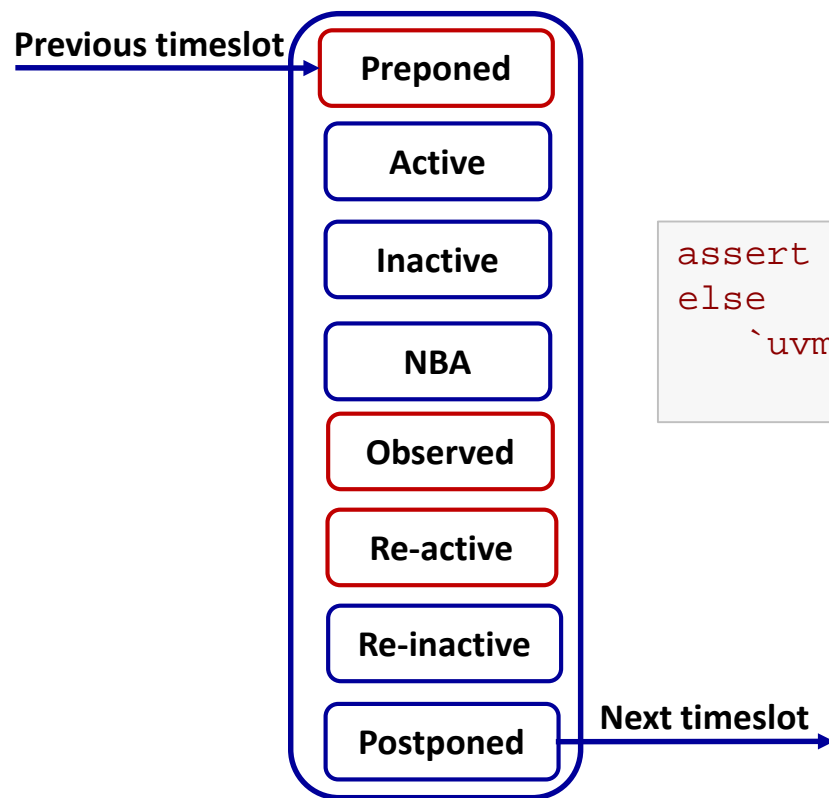 Previous timeslot
Preponed
Active
Inactive
NBA
Observed
Re-active
Re-inactive
Postponed
Next timeslot
assert
else
`uvm